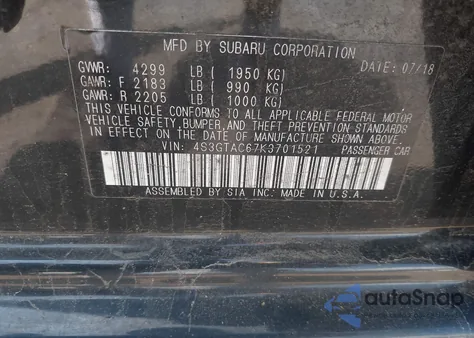 MFD BY SUBARU CORPORATION
GVWR: 4299 LB ( 1950 KG) DATE: 07/18
GAWR: F 2183 LB ( 990 KG)
GAWR: R 2205 LB ( 1000 KG)
THIS VEHICLE CONFORMS TO ALL APPLICABLE FEDERAL MOTOR
VEHICLE SAFETY, BUMPER, AND THEFT PREVENTION STANDARDS
IN EFFECT ON THE DATE OF MANUFACTURE SHOWN ABOVE.
VIN: 4S3GTAC67K3701521 PASSENGER CAR
ASSEMBLED BY SIA INC: MADE IN U.S.A.
autoSnap
Watermark AutoSnap